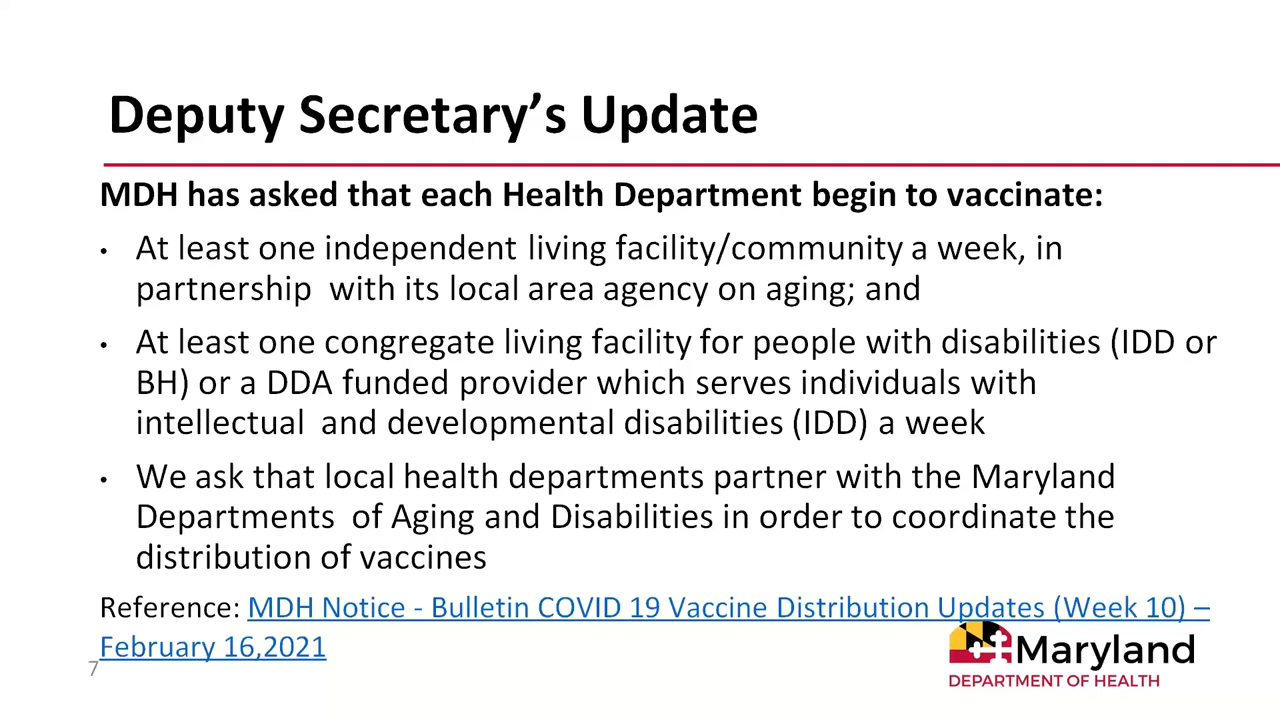 Deputy Secretary’s Update
MDH has asked that each Health Department begin to vaccinate:
• At least one independent living facility/community a week, in
partnership with its local area agency on aging; and
• At least one congregate living facility for people with disabilities (IDD or
BH) or a DDA funded provider which serves individuals with
intellectual and developmental disabilities (IDD) a week
• We ask that local health departments partner with the Maryland
Departments of Aging and Disabilities in order to coordinate the
distribution of vaccines
Reference: MDH Notice - Bulletin COVID 19 Vaccine Distribution Updates (Week 10) –
February 16,2021
7
Maryland
DEPARTMENT OF HEALTH